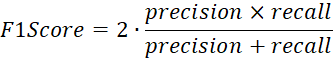 F1Score = 2 · precision × recall / precision + recall